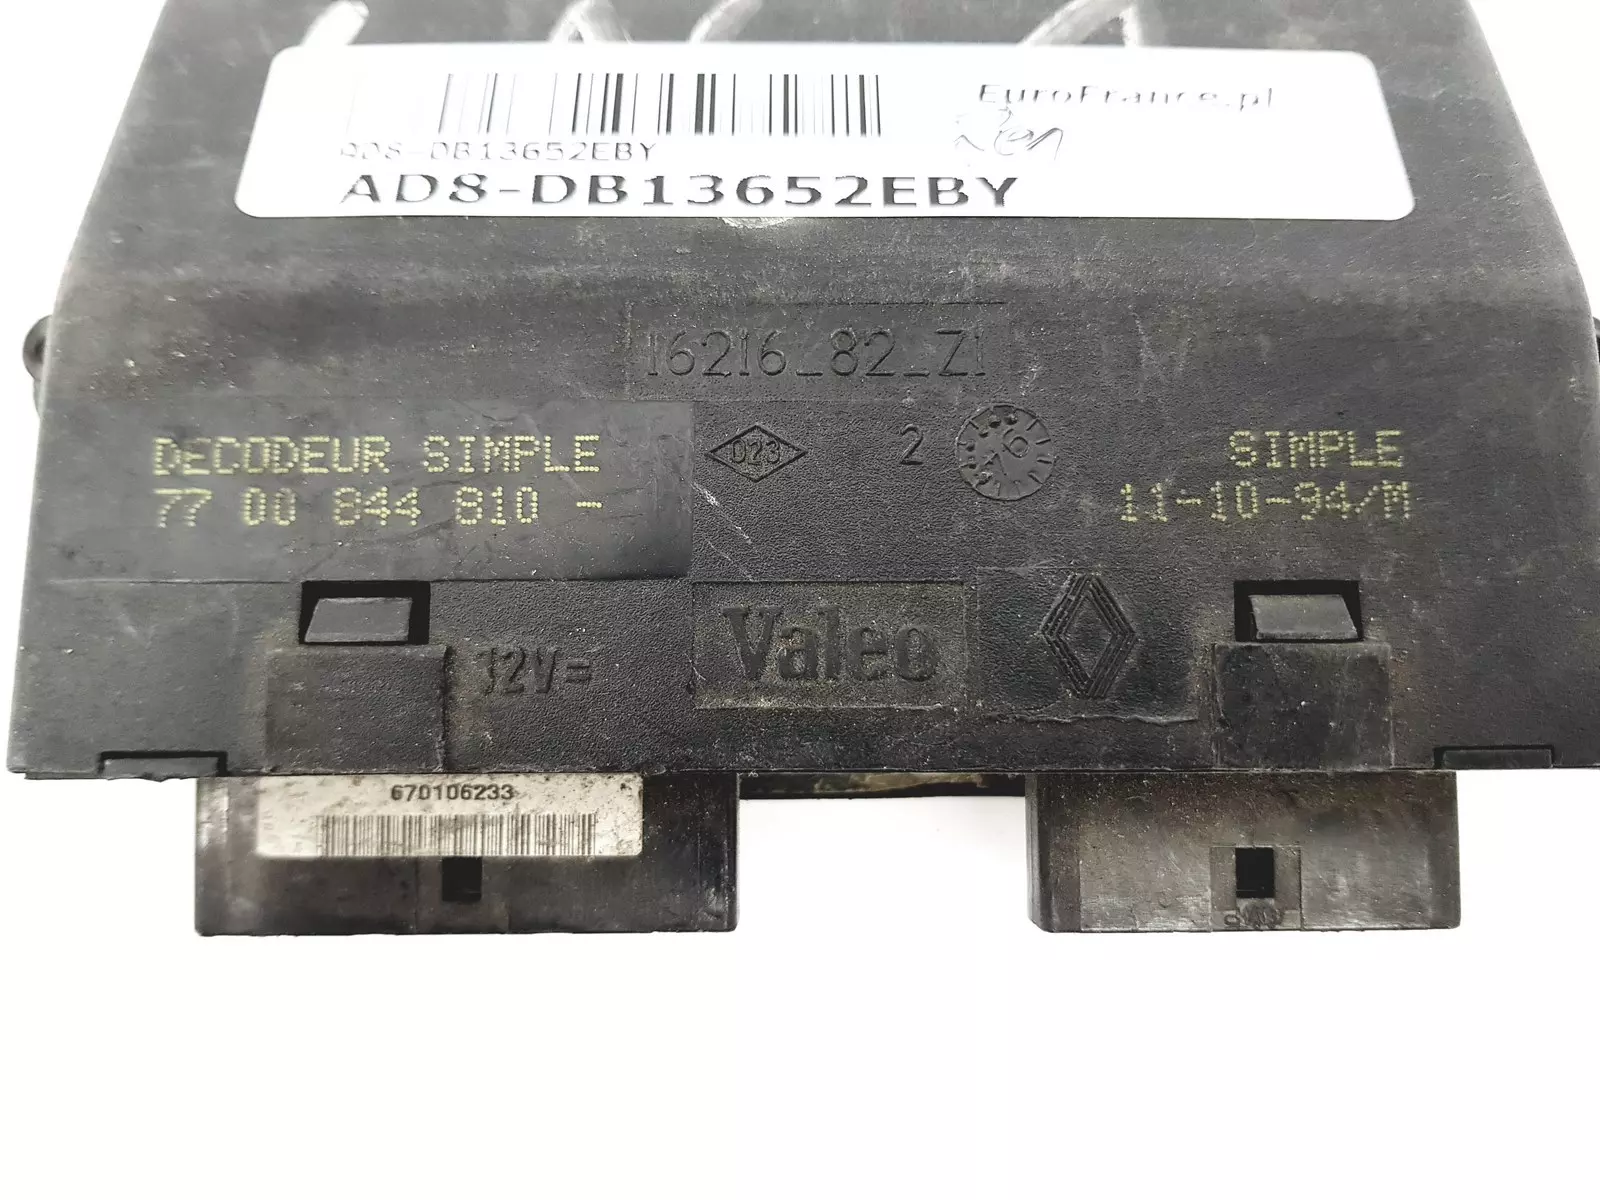 EuroFrance.pl
AD8-DB13652EBY
AD8-DB13652EBY
16216_82_Z1
DECODEUR SIMPLE
77 00 844 810 -
D23
2
SIMPLE
11-10-94/M
12V=
Valeo
670106233